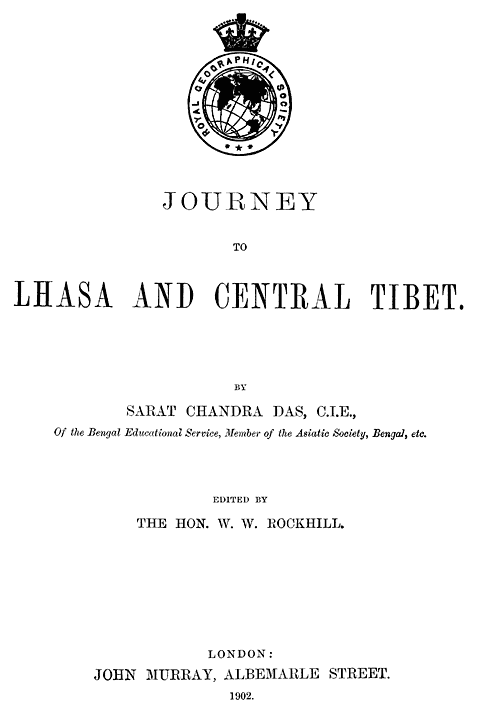 ROYAL GEOGRAPHICAL SOCIETY
JOURNEY
TO
LHASA AND CENTRAL TIBET.
BY
SARAT CHANDRA DAS, C.I.E.,
Of the Bengal Educational Service, Member of the Asiatic Society, Bengal, etc.
EDITED BY
THE HON. W. W. ROCKHILL.
LONDON:
JOHN MURRAY, ALBEMARLE STREET.
1902.